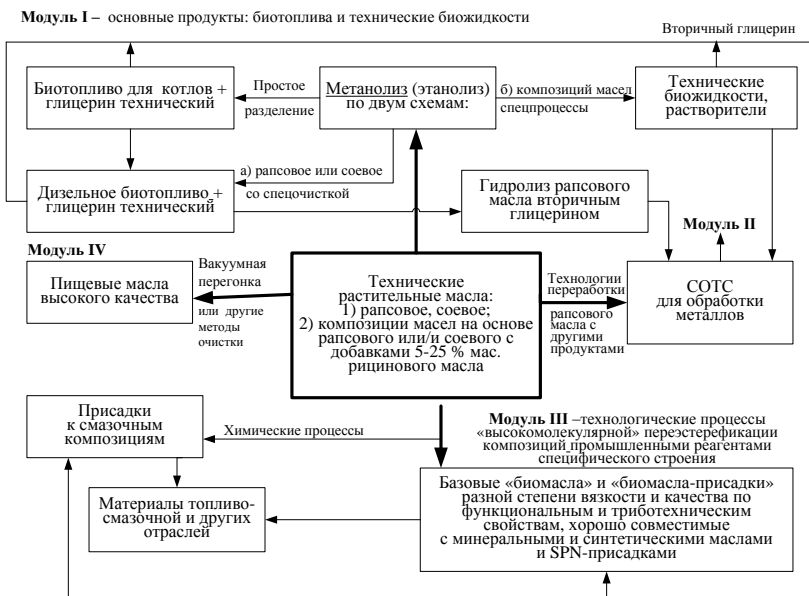 Модуль I – основные продукты: биотоплива и технические биожидкости
Вторичный глицерин
Биотопливо для котлов +
глицерин технический
Простое
разделение
Метанолиз (этанолиз)
по двум схемам:
б) композиций масел
спецпроцессы
Технические
биожидкости,
растворители
а) рапсовое или соевое
со спецочисткой
Дизельное биотопливо +
глицерин технический
Гидролиз рапсового
масла вторичным
глицерином
Модуль II
Модуль IV
Пищевые масла
высокого качества
Вакуумная
перегонка
или другие
методы
очистки
Технические
растительные масла:
1) рапсовое, соевое;
2) композиции масел на основе
рапсового или/и соевого с
добавками 5-25 % мас.
рицинового масла
Технологии
переработки
рапсового
масла с
другими
продуктами
СОТС
для обработки
металлов
Присадки
к смазочным
композициям
Химические процессы
Модуль III –технологические процессы
«высокомолекулярной» переэстерефикации
композиций промышленными реагентами
специфического строения
Материалы топливо-
смазочной и других
отраслей
Базовые «биомасла» и «биомасла-присадки»
разной степени вязкости и качества по
функциональным и триботехническим
свойствам, хорошо совместимые
с минеральными и синтетическими маслами
и SPN-присадками